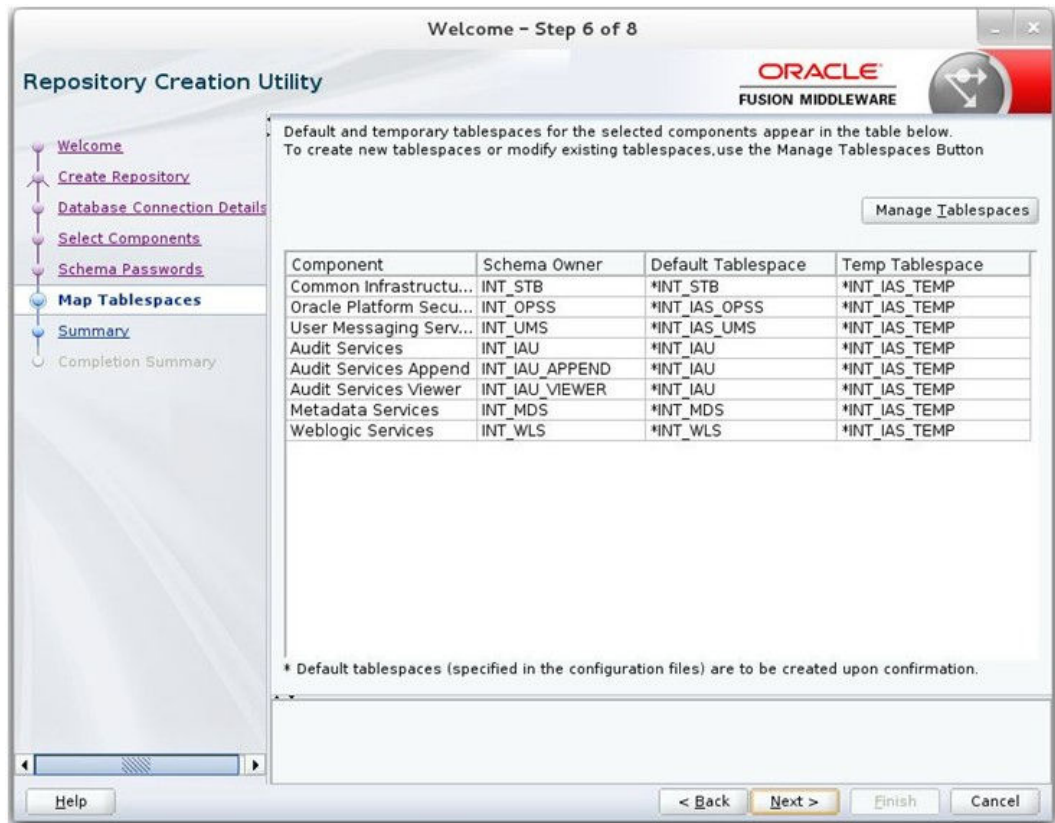 Welcome – Step 6 of 8
Repository Creation Utility
ORACLE
FUSION MIDDLEWARE
Welcome
Create Repository
Database Connection Details
Select Components
Schema Passwords
Map Tablespaces
Summary
Completion Summary
Default and temporary tablespaces for the selected components appear in the table below.
To create new tablespaces or modify existing tablespaces,use the Manage Tablespaces Button
Manage Tablespaces
Component Schema Owner Default Tablespace Temp Tablespace
Common Infrastructu... INT_STB *INT_STB *INT_IAS_TEMP
Oracle Platform Secu... INT_OPSS *INT_IAS_OPSS *INT_IAS_TEMP
User Messaging Serv... INT_UMS *INT_IAS_UMS *INT_IAS_TEMP
Audit Services INT_IAU *INT_IAU *INT_IAS_TEMP
Audit Services Append INT_IAU_APPEND *INT_IAU *INT_IAS_TEMP
Audit Services Viewer INT_IAU_VIEWER *INT_IAU *INT_IAS_TEMP
Metadata Services INT_MDS *INT_MDS *INT_IAS_TEMP
Weblogic Services INT_WLS *INT_WLS *INT_IAS_TEMP
* Default tablespaces (specified in the configuration files) are to be created upon confirmation.
Help
< Back
Next >
Finish
Cancel